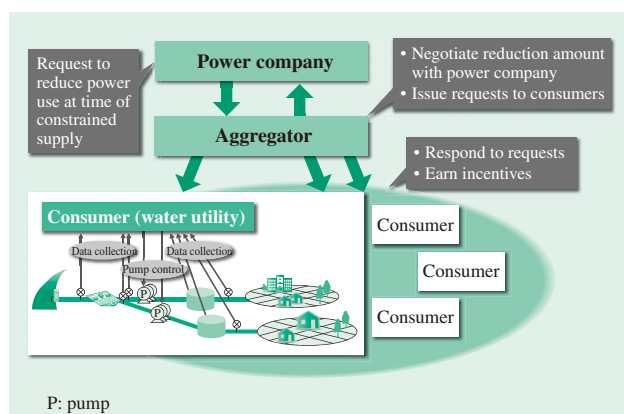 Request to
reduce power
use at time of
constrained
supply
Power company
• Negotiate reduction amount
with power company
• Issue requests to consumers
Aggregator
• Respond to requests
• Earn incentives
Consumer (water utility)
Data collection
Data collection
Pump control
P
P
Consumer
Consumer
Consumer
P: pump